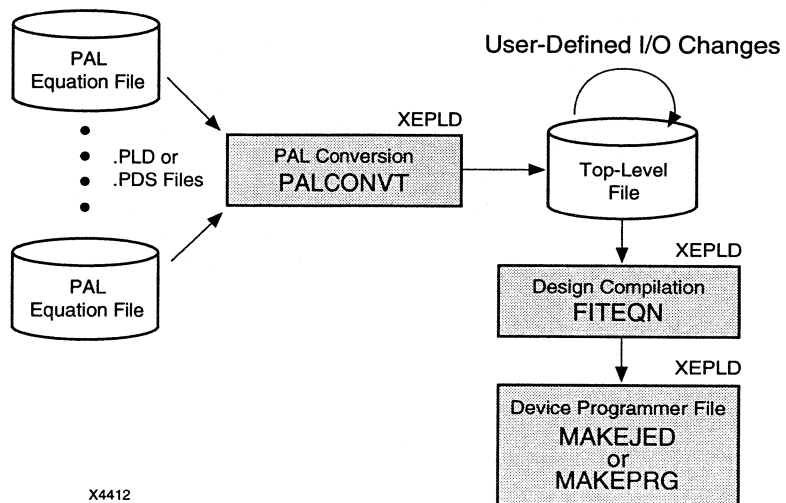 PAL
Equation File
.PLD or
.PDS Files
PAL
Equation File
XEPLD
PAL Conversion
PALCONVT
User-Defined I/O Changes
Top-Level
File
XEPLD
Design Compilation
FITEQN
XEPLD
Device Programmer File
MAKEJED
or
MAKEPRG
X4412